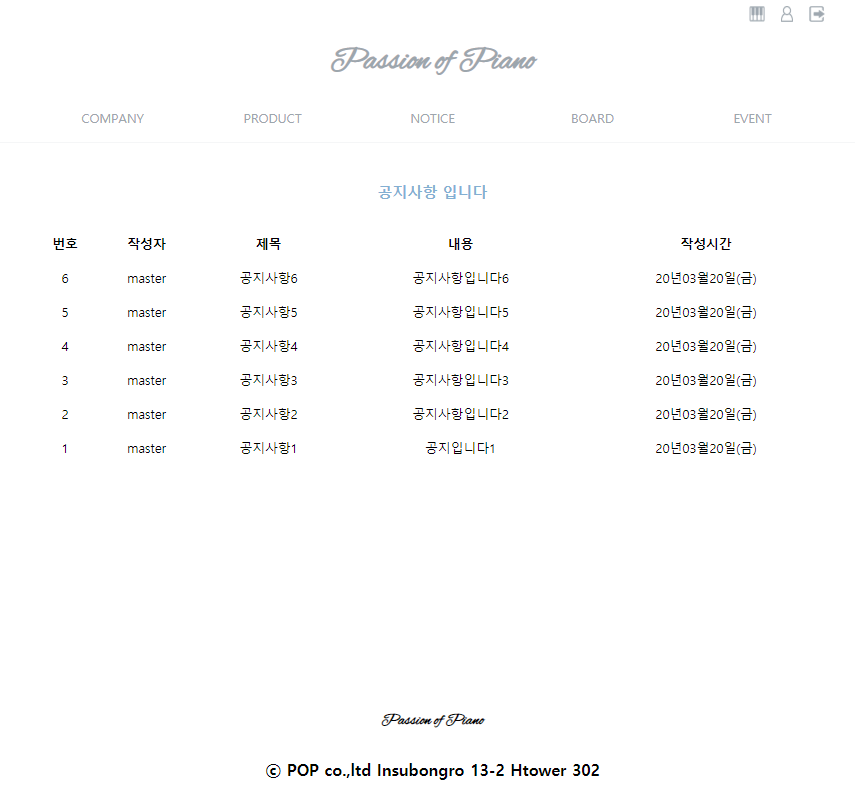 Passion of Piano
COMPANY PRODUCT NOTICE BOARD EVENT
공지사항 입니다
번호 작성자 제목 내용 작성시간
6 master 공지사항6 공지사항입니다6 20년03월20일(금)
5 master 공지사항5 공지사항입니다5 20년03월20일(금)
4 master 공지사항4 공지사항입니다4 20년03월20일(금)
3 master 공지사항3 공지사항입니다3 20년03월20일(금)
2 master 공지사항2 공지사항입니다2 20년03월20일(금)
1 master 공지사항1 공지입니다1 20년03월20일(금)
Passion of Piano
ⓒ POP co.,ltd Insubongro 13-2 Htower 302